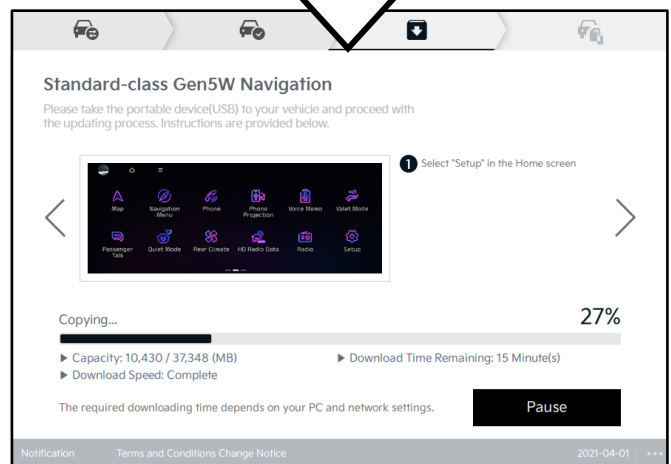 Standard-class Gen5W Navigation
Please take the portable device(USB) to your vehicle and proceed with
the updating process. Instructions are provided below.
1 Select "Setup" in the Home screen
Map Navigation Menu Phone Phone Projection Voice Memo Valet Mode
Passenger Talk Quiet Mode Rear Climate HD Radio Data Radio Setup
Copying... 27%
▶ Capacity: 10,430 / 37,348 (MB) ▶ Download Time Remaining: 15 Minute(s)
▶ Download Speed: Complete
The required downloading time depends on your PC and network settings. Pause
Notification Terms and Conditions Change Notice 2021-04-01